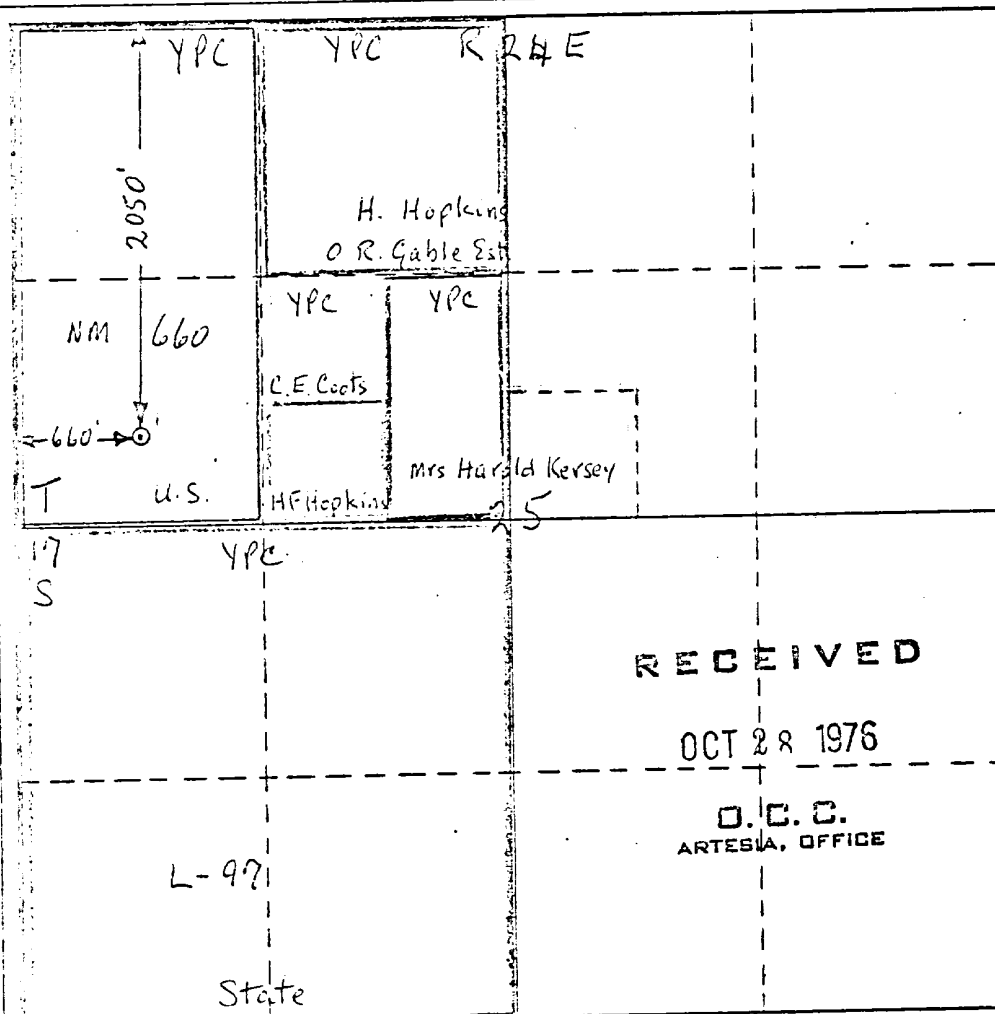 YPC YPC R 24 E
2050'
H. Hopkins
O R. Gable Est
YPC YPC
NM 660
C.E. Coots
660'
Mrs Harold Kersey
T U.S. HF Hopkins
25
17 YPC
S
RECEIVED
OCT 28 1976
O.C.C.
ARTESIA, OFFICE
L-97
State